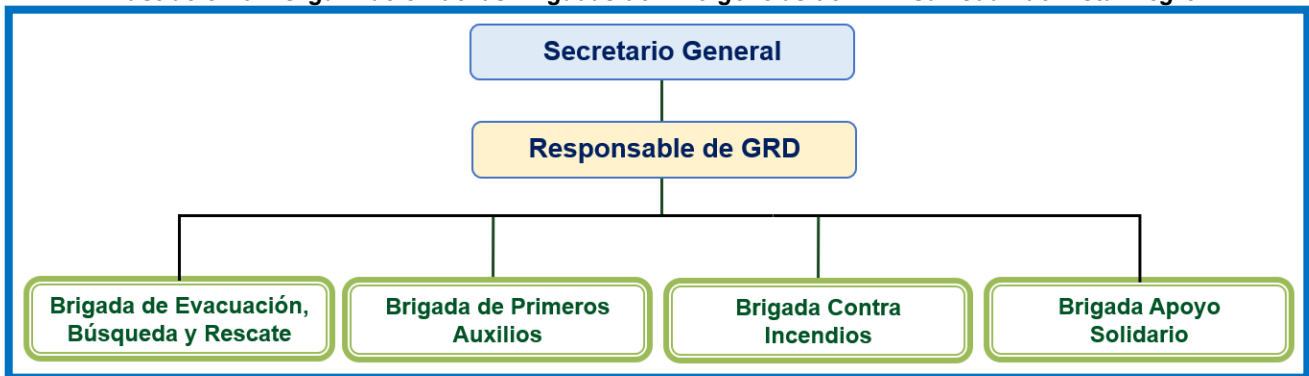 Secretario General
Responsable de GRD
Brigada de Evacuación,
Búsqueda y Rescate
Brigada de Primeros
Auxilios
Brigada Contra
Incendios
Brigada Apoyo
Solidario